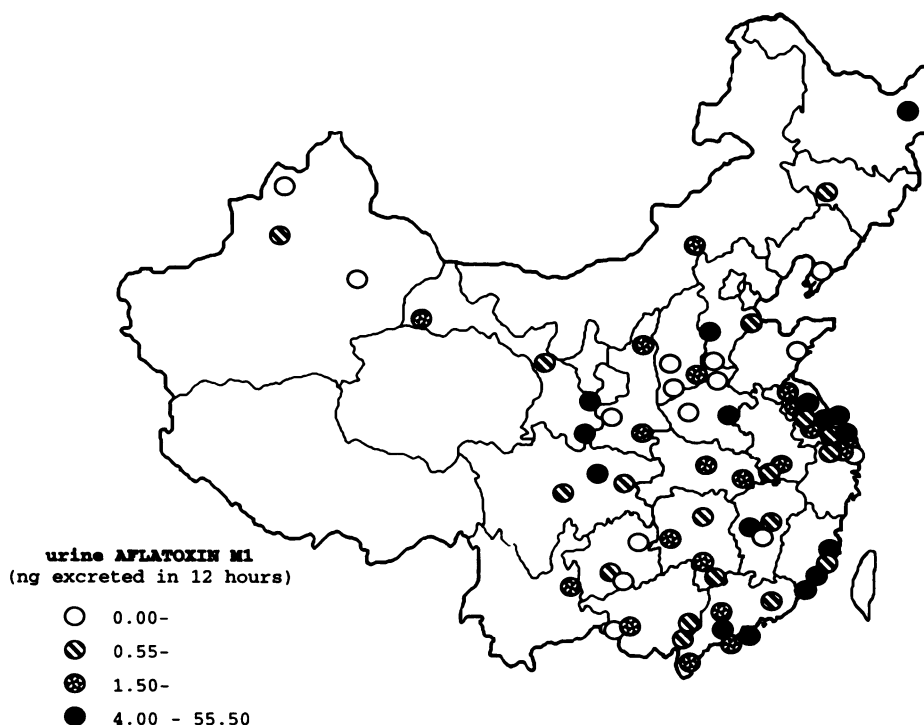 urine AFLATOXIN M1
(ng excreted in 12 hours)
0.00-
0.55-
1.50-
4.00 - 55.50